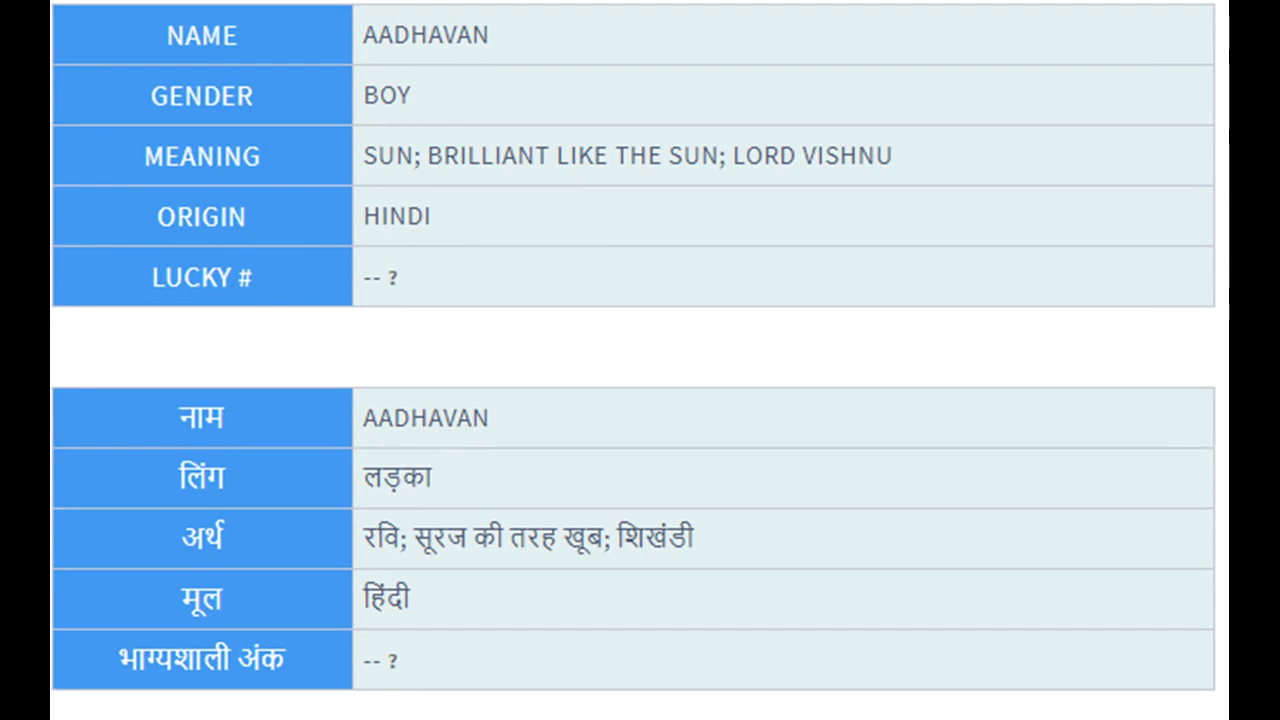 NAME AADHAVAN
GENDER BOY
MEANING SUN; BRILLIANT LIKE THE SUN; LORD VISHNU
ORIGIN HINDI
LUCKY # -- ?
नाम AADHAVAN
लिंग लड़का
अर्थ रवि; सूरज की तरह खूब; शिखंडी
मूल हिंदी
भाग्यशाली अंक -- ?